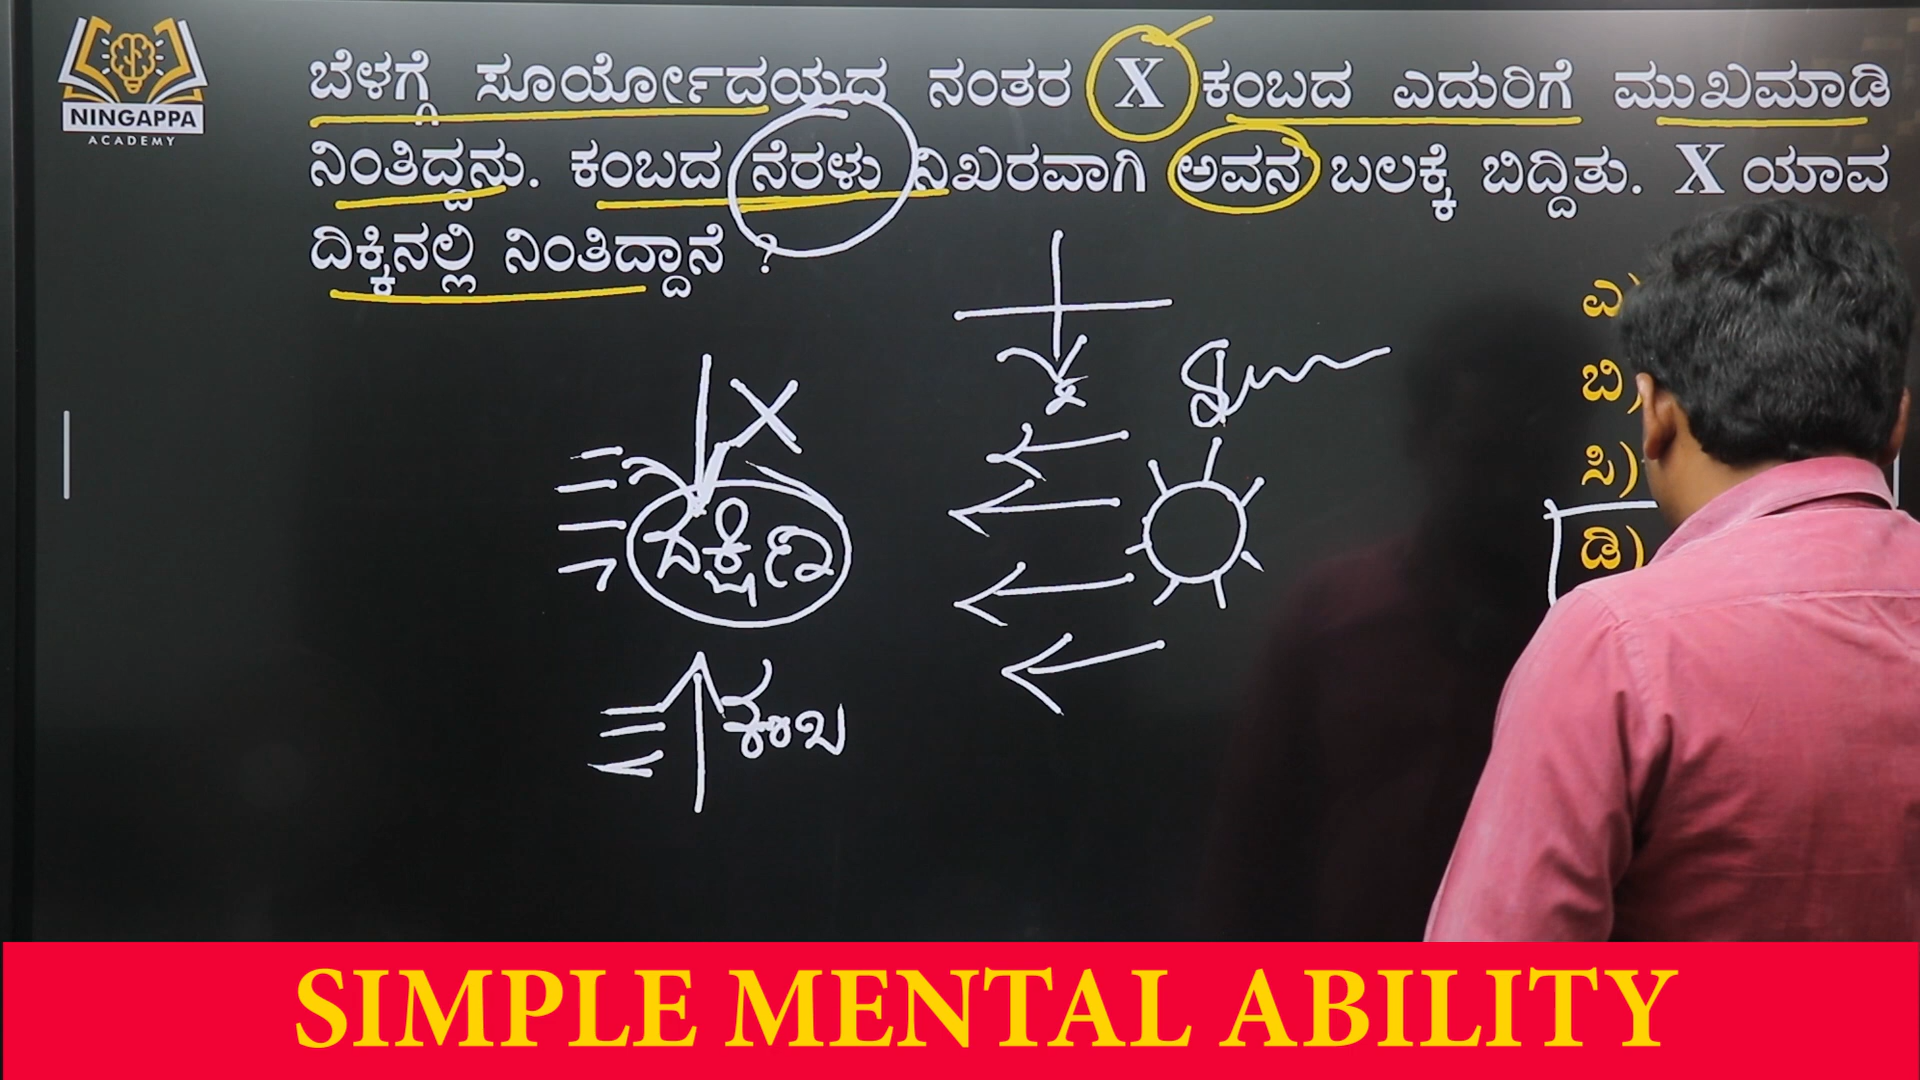 NINGAPPA
ACADEMY
ಬೆಳಗ್ಗೆ ಸೂರ್ಯೋದಯದ ನಂತರ X ಕಂಬದ ಎದುರಿಗೆ ಮುಖಮಾಡಿ
ನಿಂತಿದ್ದನು. ಕಂಬದ ನೆರಳು ನಿಖರವಾಗಿ ಅವನ ಬಲಕ್ಕೆ ಬಿದ್ದಿತು. X ಯಾವ
ದಿಕ್ಕಿನಲ್ಲಿ ನಿಂತಿದ್ದಾನೆ ?
ಎ)
ಬಿ)
ಸಿ)
ಡಿ)
X
Sun
ದಕ್ಷಿಣ
ಕಂಬ
SIMPLE MENTAL ABILITY